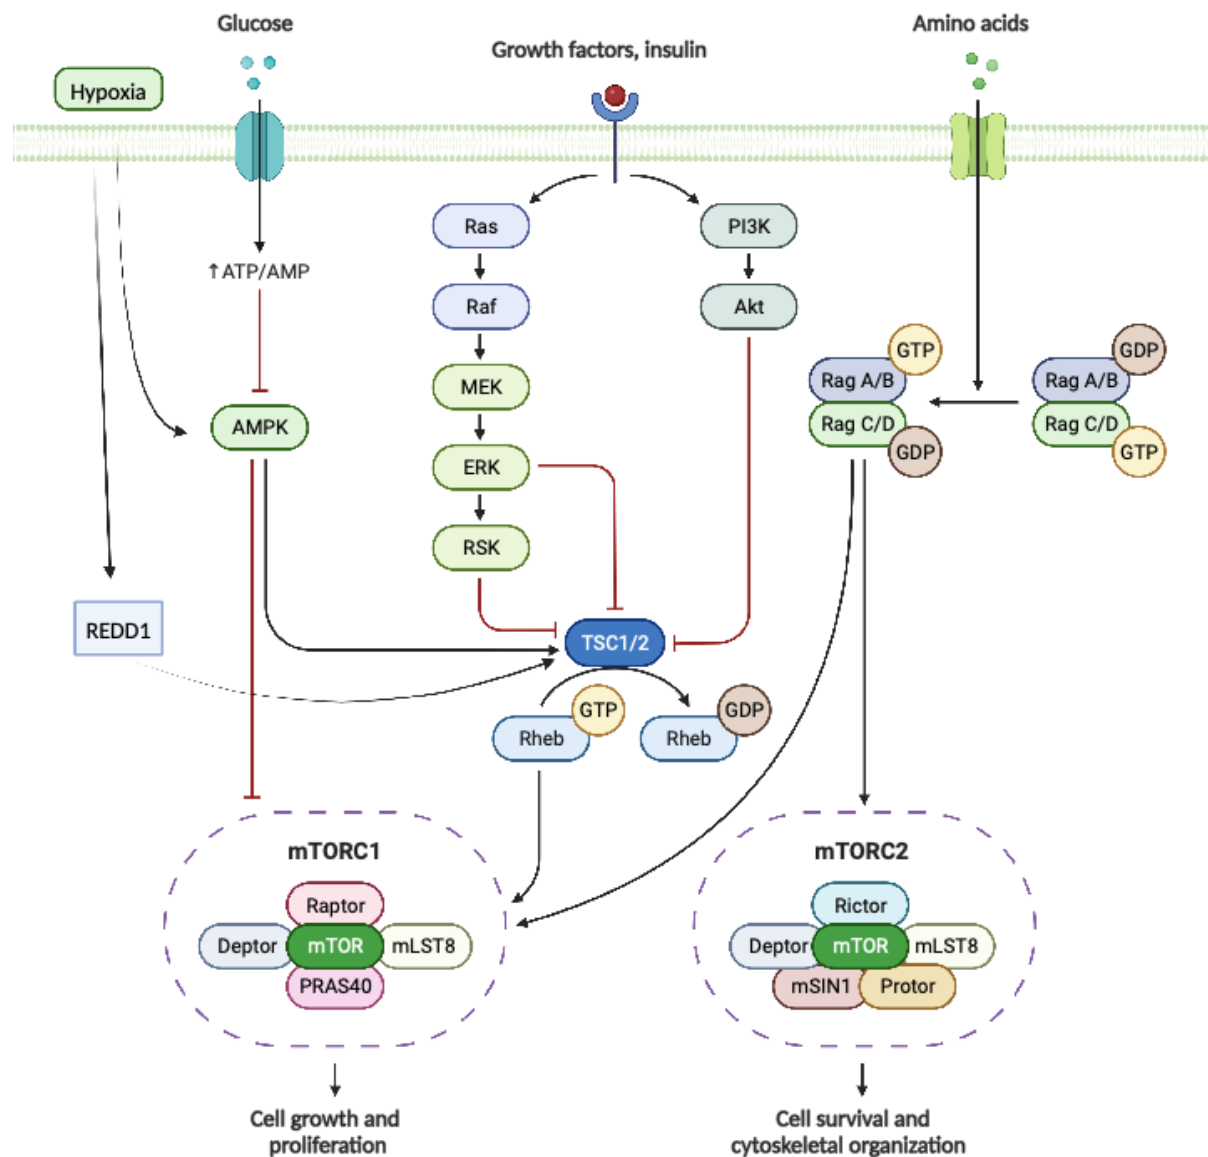 Glucose
Growth factors, insulin
Amino acids
Hypoxia
↑ATP/AMP
AMPK
REDD1
Ras
Raf
MEK
ERK
RSK
PI3K
Akt
TSC1/2
GTP
Rheb
GDP
Rheb
GTP
Rag A/B
Rag C/D
GDP
GDP
Rag A/B
Rag C/D
GTP
mTORC1
Raptor
Deptor
mTOR
mLST8
PRAS40
Cell growth and
proliferation
mTORC2
Rictor
Deptor
mTOR
mLST8
mSIN1
Protor
Cell survival and
cytoskeletal organization